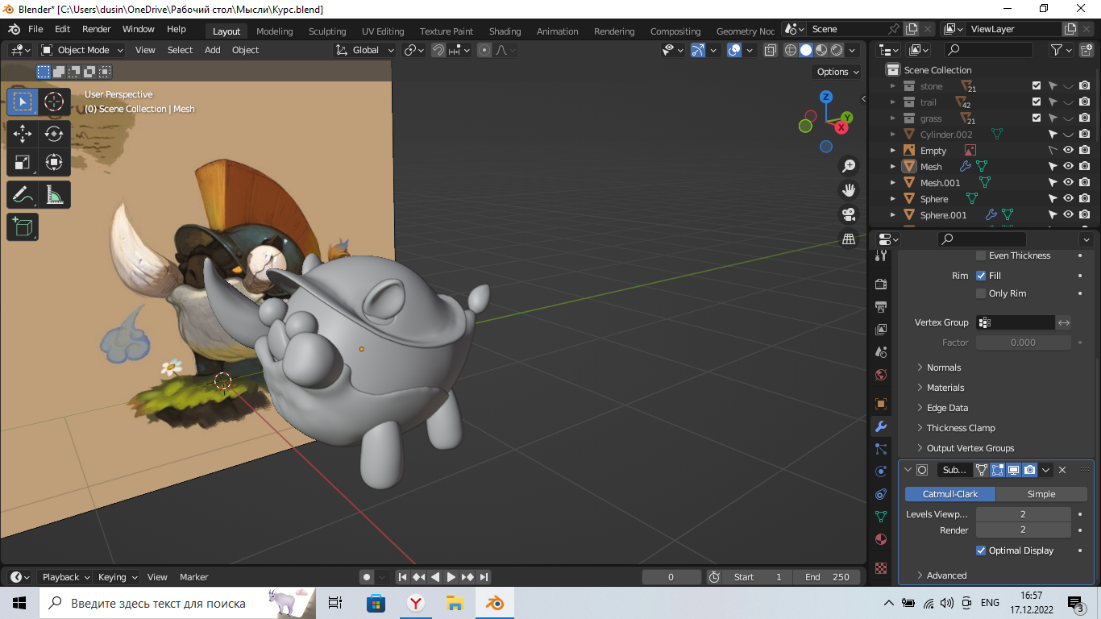 Blender* [C:\Users\dusin\OneDrive\Рабочий стол\Мысли\Курс.blend]
File Edit Render Window Help Layout Modeling Sculpting UV Editing Texture Paint Shading Animation Rendering Compositing Geometry Noc Scene ViewLayer
Object Mode View Select Add Object Global
Options
User Perspective
(0) Scene Collection | Mesh
Z
Y
X
Scene Collection
stone 21
trail 42
grass 21
Cylinder.002
Empty
Mesh
Mesh.001
Sphere
Sphere.001
Even Thickness
Rim Fill
Only Rim
Vertex Group
Factor 0.000
Normals
Materials
Edge Data
Thickness Clamp
Output Vertex Groups
Sub...
Catmull-Clark Simple
Levels Viewp... 2
Render 2
Optimal Display
Advanced
Playback Keying View Marker 0 Start 1 End 250
Введите здесь текст для поиска
ENG
16:57
17.12.2022
3